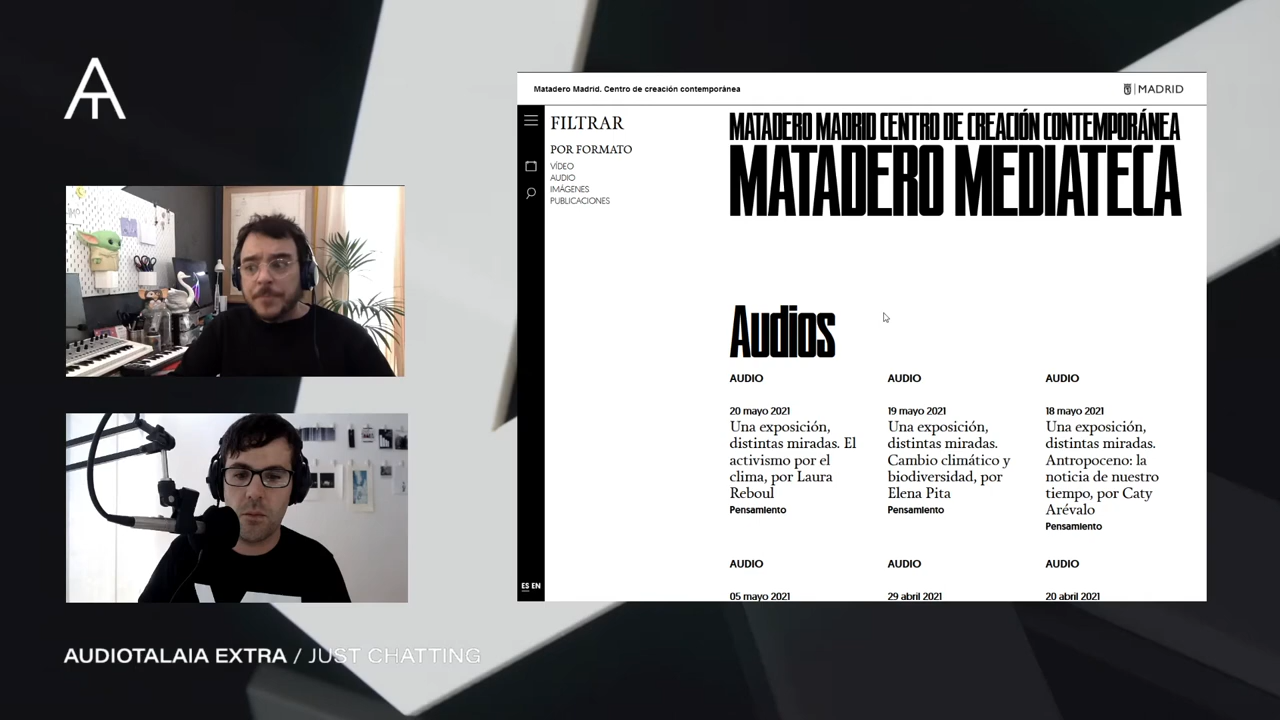 AT
Matadero Madrid. Centro de creación contemporánea
MADRID
FILTRAR
POR FORMATO
VÍDEO
AUDIO
IMÁGENES
PUBLICACIONES
MATADERO MADRID CENTRO DE CREACIÓN CONTEMPORÁNEA
MATADERO MEDIATECA
Audios
AUDIO
20 mayo 2021
Una exposición,
distintas miradas. El
activismo por el
clima, por Laura
Reboul
Pensamiento
AUDIO
19 mayo 2021
Una exposición,
distintas miradas.
Cambio climático y
biodiversidad, por
Elena Pita
Pensamiento
AUDIO
18 mayo 2021
Una exposición,
distintas miradas.
Antropoceno: la
noticia de nuestro
tiempo, por Caty
Arévalo
Pensamiento
AUDIO
05 mayo 2021
AUDIO
29 abril 2021
AUDIO
20 abril 2021
ES EN
AUDIOTALAIA EXTRA / JUST CHATTING